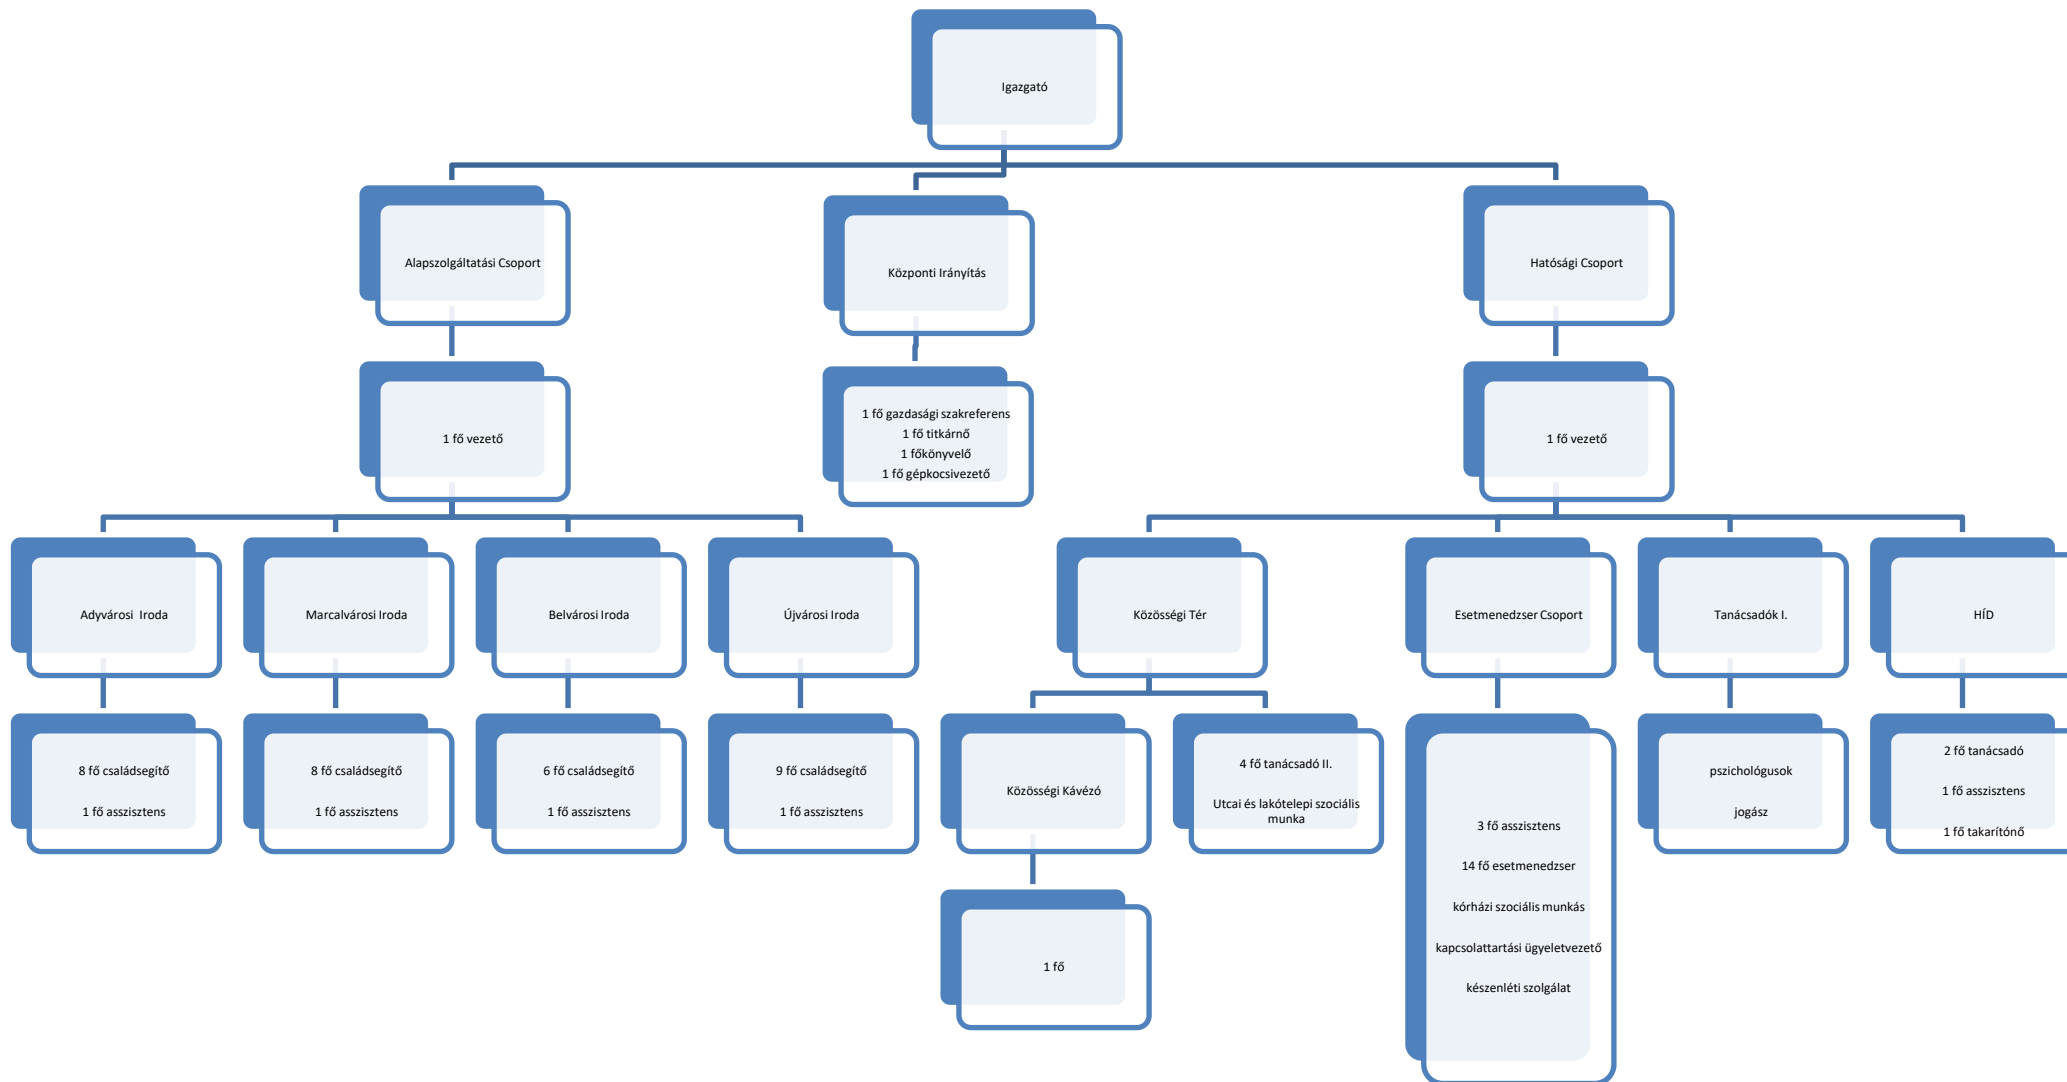 Igazgató
Alapszolgáltatási Csoport
Központi Irányítás
Hatósági Csoport
1 fő vezető
1 fő gazdasági szakreferens
1 fő titkárnő
1 főkönyvelő
1 fő gépkocsivezető
1 fő vezető
Adyvárosi Iroda
Marcalvárosi Iroda
Belvárosi Iroda
Újvárosi Iroda
Közösségi Tér
Esetmenedzser Csoport
Tanácsadók I.
HÍD
8 fő családsegítő
1 fő asszisztens
8 fő családsegítő
1 fő asszisztens
6 fő családsegítő
1 fő asszisztens
9 fő családsegítő
1 fő asszisztens
Közösségi Kávézó
4 fő tanácsadó II.
Utcai és lakótelepi szociális
munka
3 fő asszisztens
14 fő esetmenedzser
kórházi szociális munkás
kapcsolattartási ügyeletvezető
készenléti szolgálat
pszichológusok
jogász
2 fő tanácsadó
1 fő asszisztens
1 fő takarítónő
1 fő